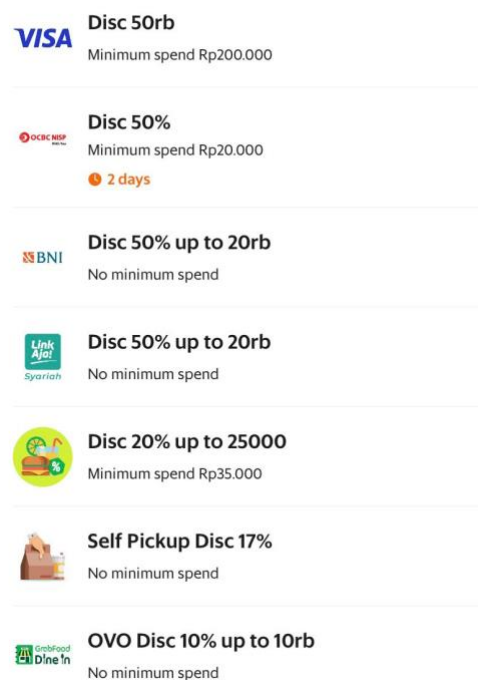 VISA
Disc 50rb
Minimum spend Rp200.000
OCBC NISP
Disc 50%
Minimum spend Rp20.000
2 days
BNI
Disc 50% up to 20rb
No minimum spend
Link
Aja!
Syariah
Disc 50% up to 20rb
No minimum spend
%
Disc 20% up to 25000
Minimum spend Rp35.000
Self Pickup Disc 17%
No minimum spend
GrabFood
Dine in
OVO Disc 10% up to 10rb
No minimum spend